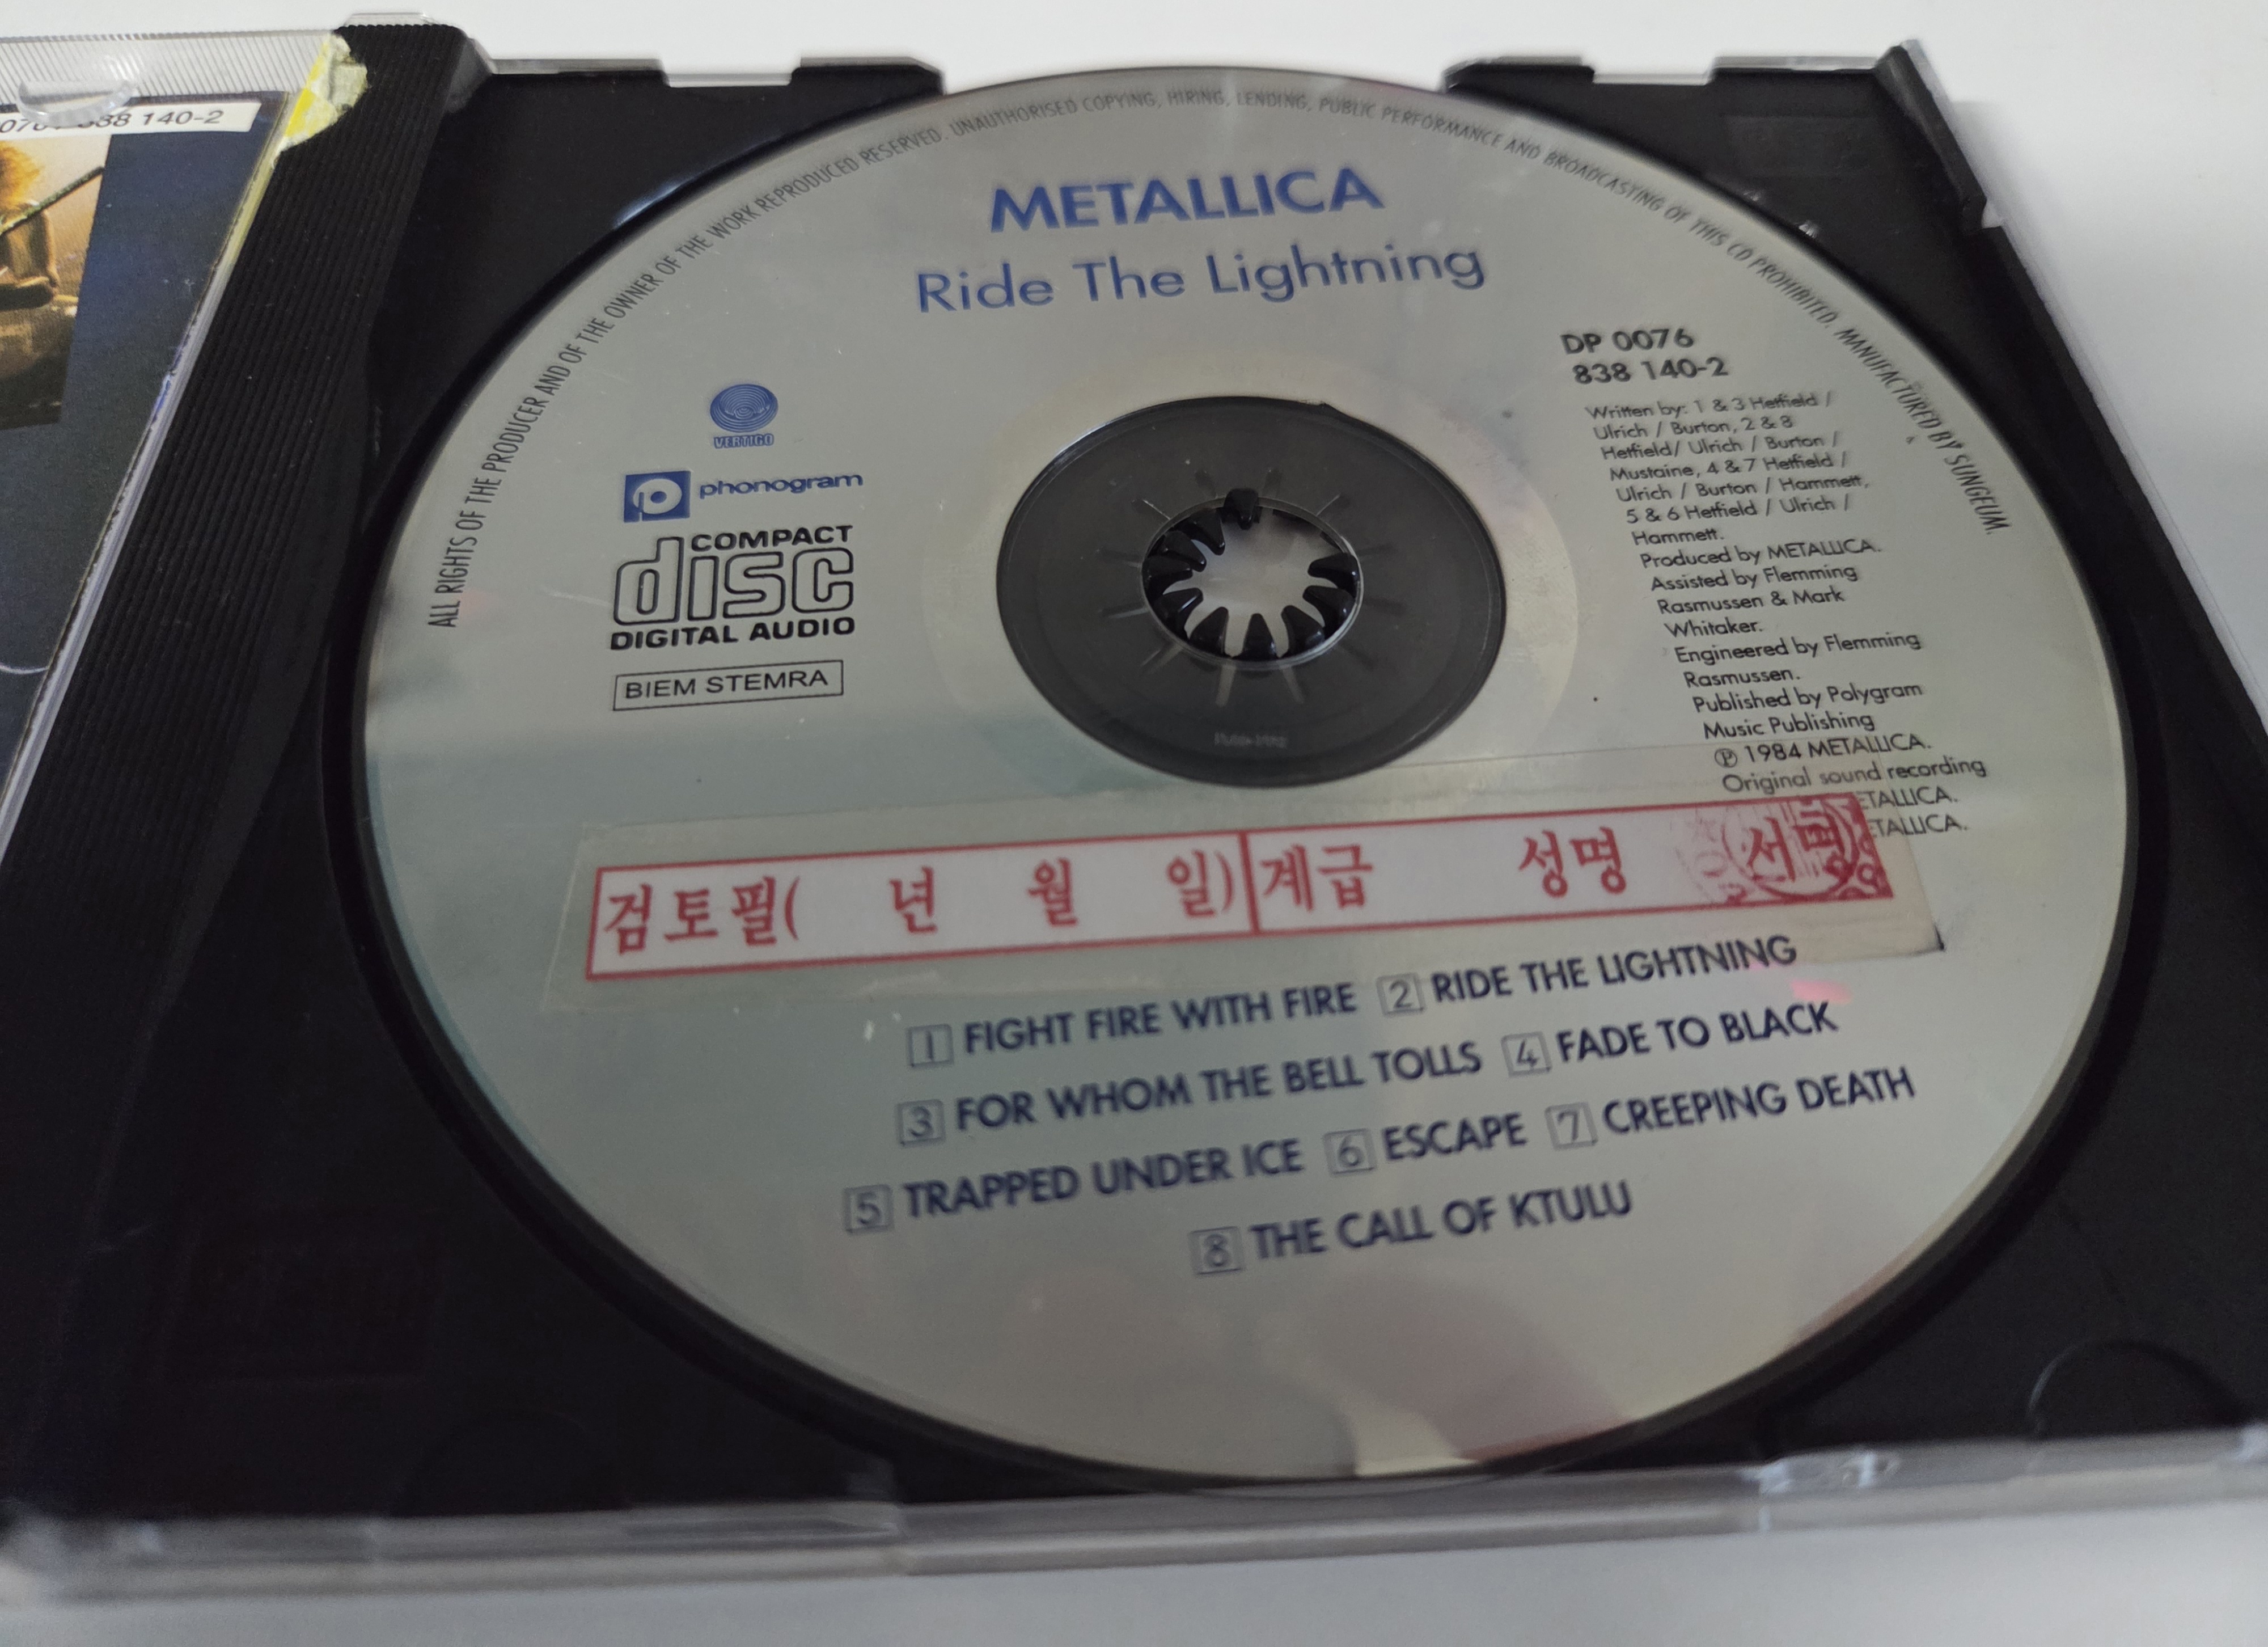 838 140-2
ALL RIGHTS OF THE PRODUCER AND OF THE OWNER OF THE WORK REPRODUCED RESERVED. UNAUTHORISED COPYING, HIRING, LENDING, PUBLIC PERFORMANCE AND BROADCASTING OF THIS CD PROHIBITED. MANUFACTURED BY SUNGEUM.
METALLICA
Ride The Lightning
VERTIGO
phonogram
COMPACT
disc
DIGITAL AUDIO
BIEM STEMRA
DP 0076
838 140-2
Written by: 1 & 3 Hetfield /
Ulrich / Burton, 2 & 8
Hetfield/ Ulrich / Burton /
Mustaine, 4 & 7 Hetfield /
Ulrich / Burton / Hammett,
5 & 6 Hetfield / Ulrich /
Hammett.
Produced by METALLICA.
Assisted by Flemming
Rasmussen & Mark
Whitaker.
Engineered by Flemming
Rasmussen.
Published by Polygram
Music Publishing
Ⓟ 1984 METALLICA.
Original sound recording
ETALLICA.
ETALLICA.
검토필( 년 월 일) 계급 성명 (서명)
1 FIGHT FIRE WITH FIRE 2 RIDE THE LIGHTNING
3 FOR WHOM THE BELL TOLLS 4 FADE TO BLACK
5 TRAPPED UNDER ICE 6 ESCAPE 7 CREEPING DEATH
8 THE CALL OF KTULU